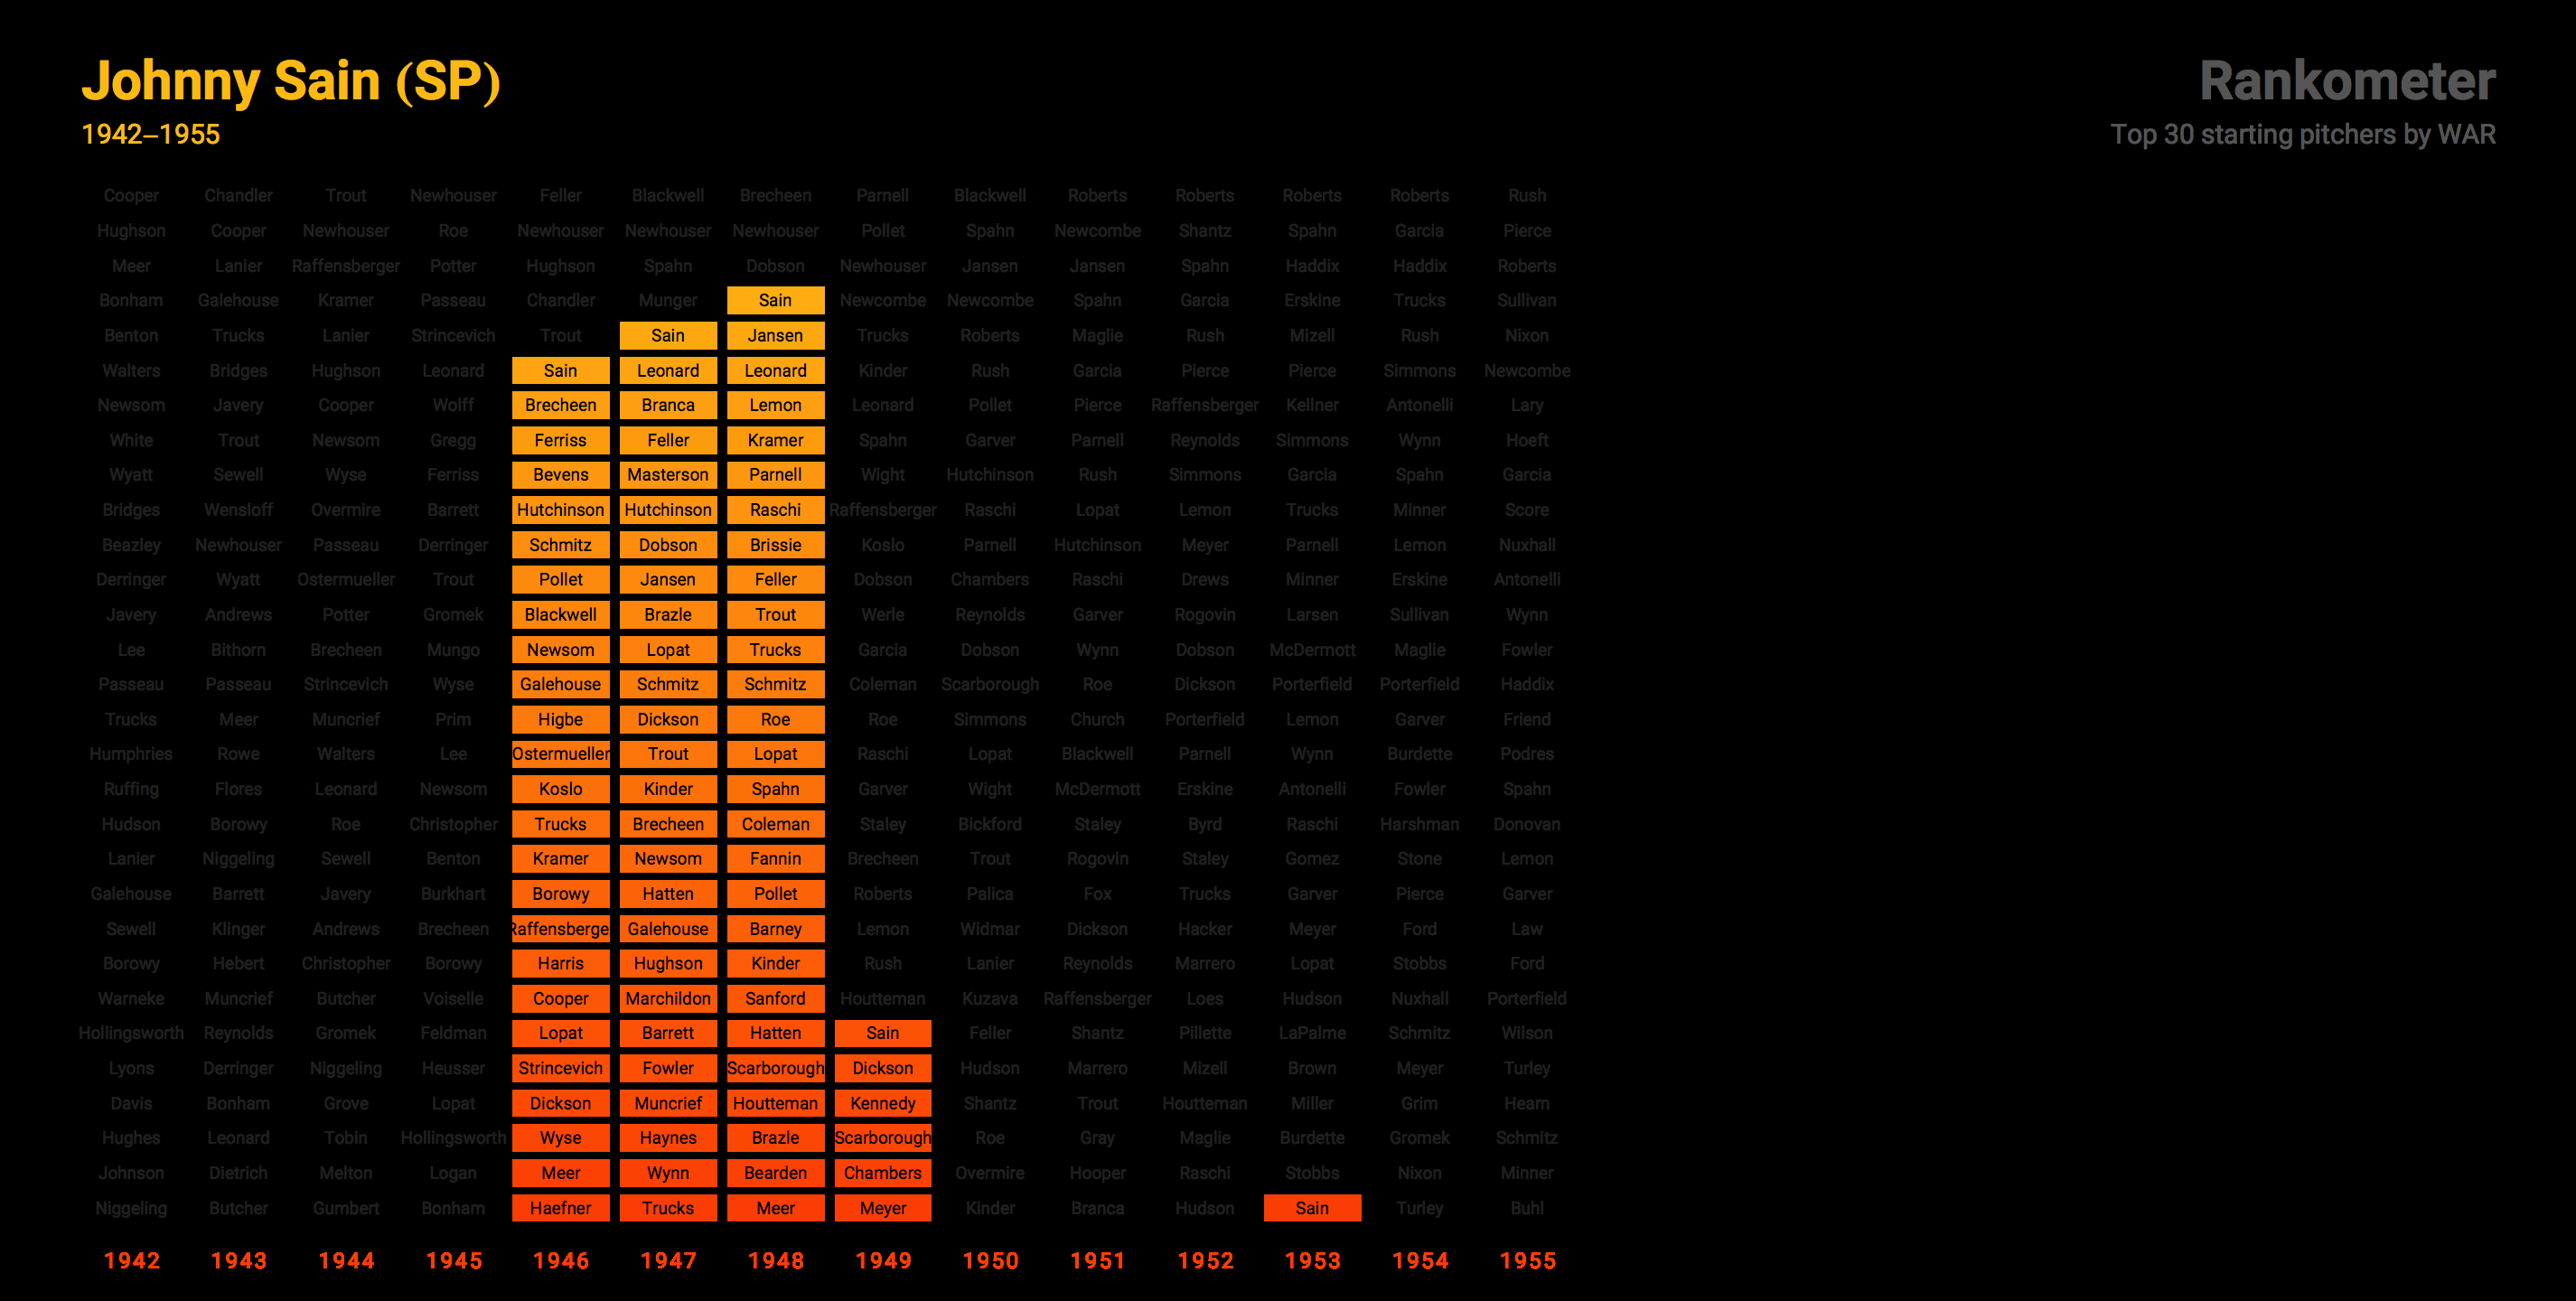 Johnny Sain (SP)
1942–1955
Rankometer
Top 30 starting pitchers by WAR
Cooper Chandler Trout Newhouser Feller Blackwell Brecheen Parnell Blackwell Roberts Roberts Roberts Roberts Rush
Hughson Cooper Newhouser Roe Newhouser Newhouser Newhouser Pollet Spahn Newcombe Shantz Spahn Garcia Pierce
Meer Lanier Raffensberger Potter Hughson Spahn Dobson Newhouser Jansen Jansen Spahn Haddix Haddix Roberts
Bonham Galehouse Kramer Passeau Chandler Munger Sain Newcombe Newcombe Spahn Garcia Erskine Trucks Sullivan
Benton Trucks Lanier Strincevich Trout Sain Jansen Trucks Roberts Maglie Rush Mizell Rush Nixon
Walters Bridges Hughson Leonard Sain Leonard Leonard Kinder Rush Garcia Pierce Pierce Simmons Newcombe
Newsom Javery Cooper Wolff Brecheen Branca Lemon Leonard Pollet Pierce Raffensberger Kellner Antonelli Lary
White Trout Newsom Gregg Ferriss Feller Kramer Spahn Garver Parnell Reynolds Simmons Wynn Hoeft
Wyatt Sewell Wyse Ferriss Bevens Masterson Parnell Wight Hutchinson Rush Simmons Garcia Spahn Garcia
Bridges Wensloff Overmire Barrett Hutchinson Hutchinson Raschi Raffensberger Raschi Lopat Lemon Trucks Minner Score
Beazley Newhouser Passeau Derringer Schmitz Dobson Brissie Koslo Parnell Hutchinson Meyer Parnell Lemon Nuxhall
Derringer Wyatt Ostermueller Trout Pollet Jansen Feller Dobson Chambers Raschi Drews Minner Erskine Antonelli
Javery Andrews Potter Gromek Blackwell Brazle Trout Werle Reynolds Garver Rogovin Larsen Sullivan Wynn
Lee Bithorn Brecheen Mungo Newsom Lopat Trucks Garcia Dobson Wynn Dobson McDermott Maglie Fowler
Passeau Passeau Strincevich Wyse Galehouse Schmitz Schmitz Coleman Scarborough Roe Dickson Porterfield Porterfield Haddix
Trucks Meer Muncrief Prim Higbe Dickson Roe Roe Simmons Church Porterfield Lemon Garver Friend
Humphries Rowe Walters Lee Ostermueller Trout Lopat Raschi Lopat Blackwell Parnell Wynn Burdette Podres
Ruffing Flores Leonard Newsom Koslo Kinder Spahn Garver Wight McDermott Erskine Antonelli Fowler Spahn
Hudson Borowy Roe Christopher Trucks Brecheen Coleman Staley Bickford Staley Byrd Raschi Harshman Donovan
Lanier Niggeling Sewell Benton Kramer Newsom Fannin Brecheen Trout Rogovin Staley Gomez Stone Lemon
Galehouse Barrett Javery Burkhart Borowy Hatten Pollet Roberts Palica Fox Trucks Garver Pierce Garver
Sewell Klinger Andrews Brecheen Raffensberge Galehouse Barney Lemon Widmar Dickson Hacker Meyer Ford Law
Borowy Hebert Christopher Borowy Harris Hughson Kinder Rush Lanier Reynolds Marrero Lopat Stobbs Ford
Warneke Muncrief Butcher Voiselle Cooper Marchildon Sanford Houtteman Kuzava Raffensberger Loes Hudson Nuxhall Porterfield
Hollingsworth Reynolds Gromek Feldman Lopat Barrett Hatten Sain Feller Shantz Pillette LaPalme Schmitz Wilson
Lyons Derringer Niggeling Heusser Strincevich Fowler Scarborough Dickson Hudson Marrero Mizell Brown Meyer Turley
Davis Bonham Grove Lopat Dickson Muncrief Houtteman Kennedy Shantz Trout Houtteman Miller Grim Hearn
Hughes Leonard Tobin Hollingsworth Wyse Haynes Brazle Scarborough Roe Gray Maglie Burdette Gromek Schmitz
Johnson Dietrich Melton Logan Meer Wynn Bearden Chambers Overmire Hooper Raschi Stobbs Nixon Minner
Niggeling Butcher Gumbert Bonham Haefner Trucks Meer Meyer Kinder Branca Hudson Sain Turley Buhl
1942 1943 1944 1945 1946 1947 1948 1949 1950 1951 1952 1953 1954 1955